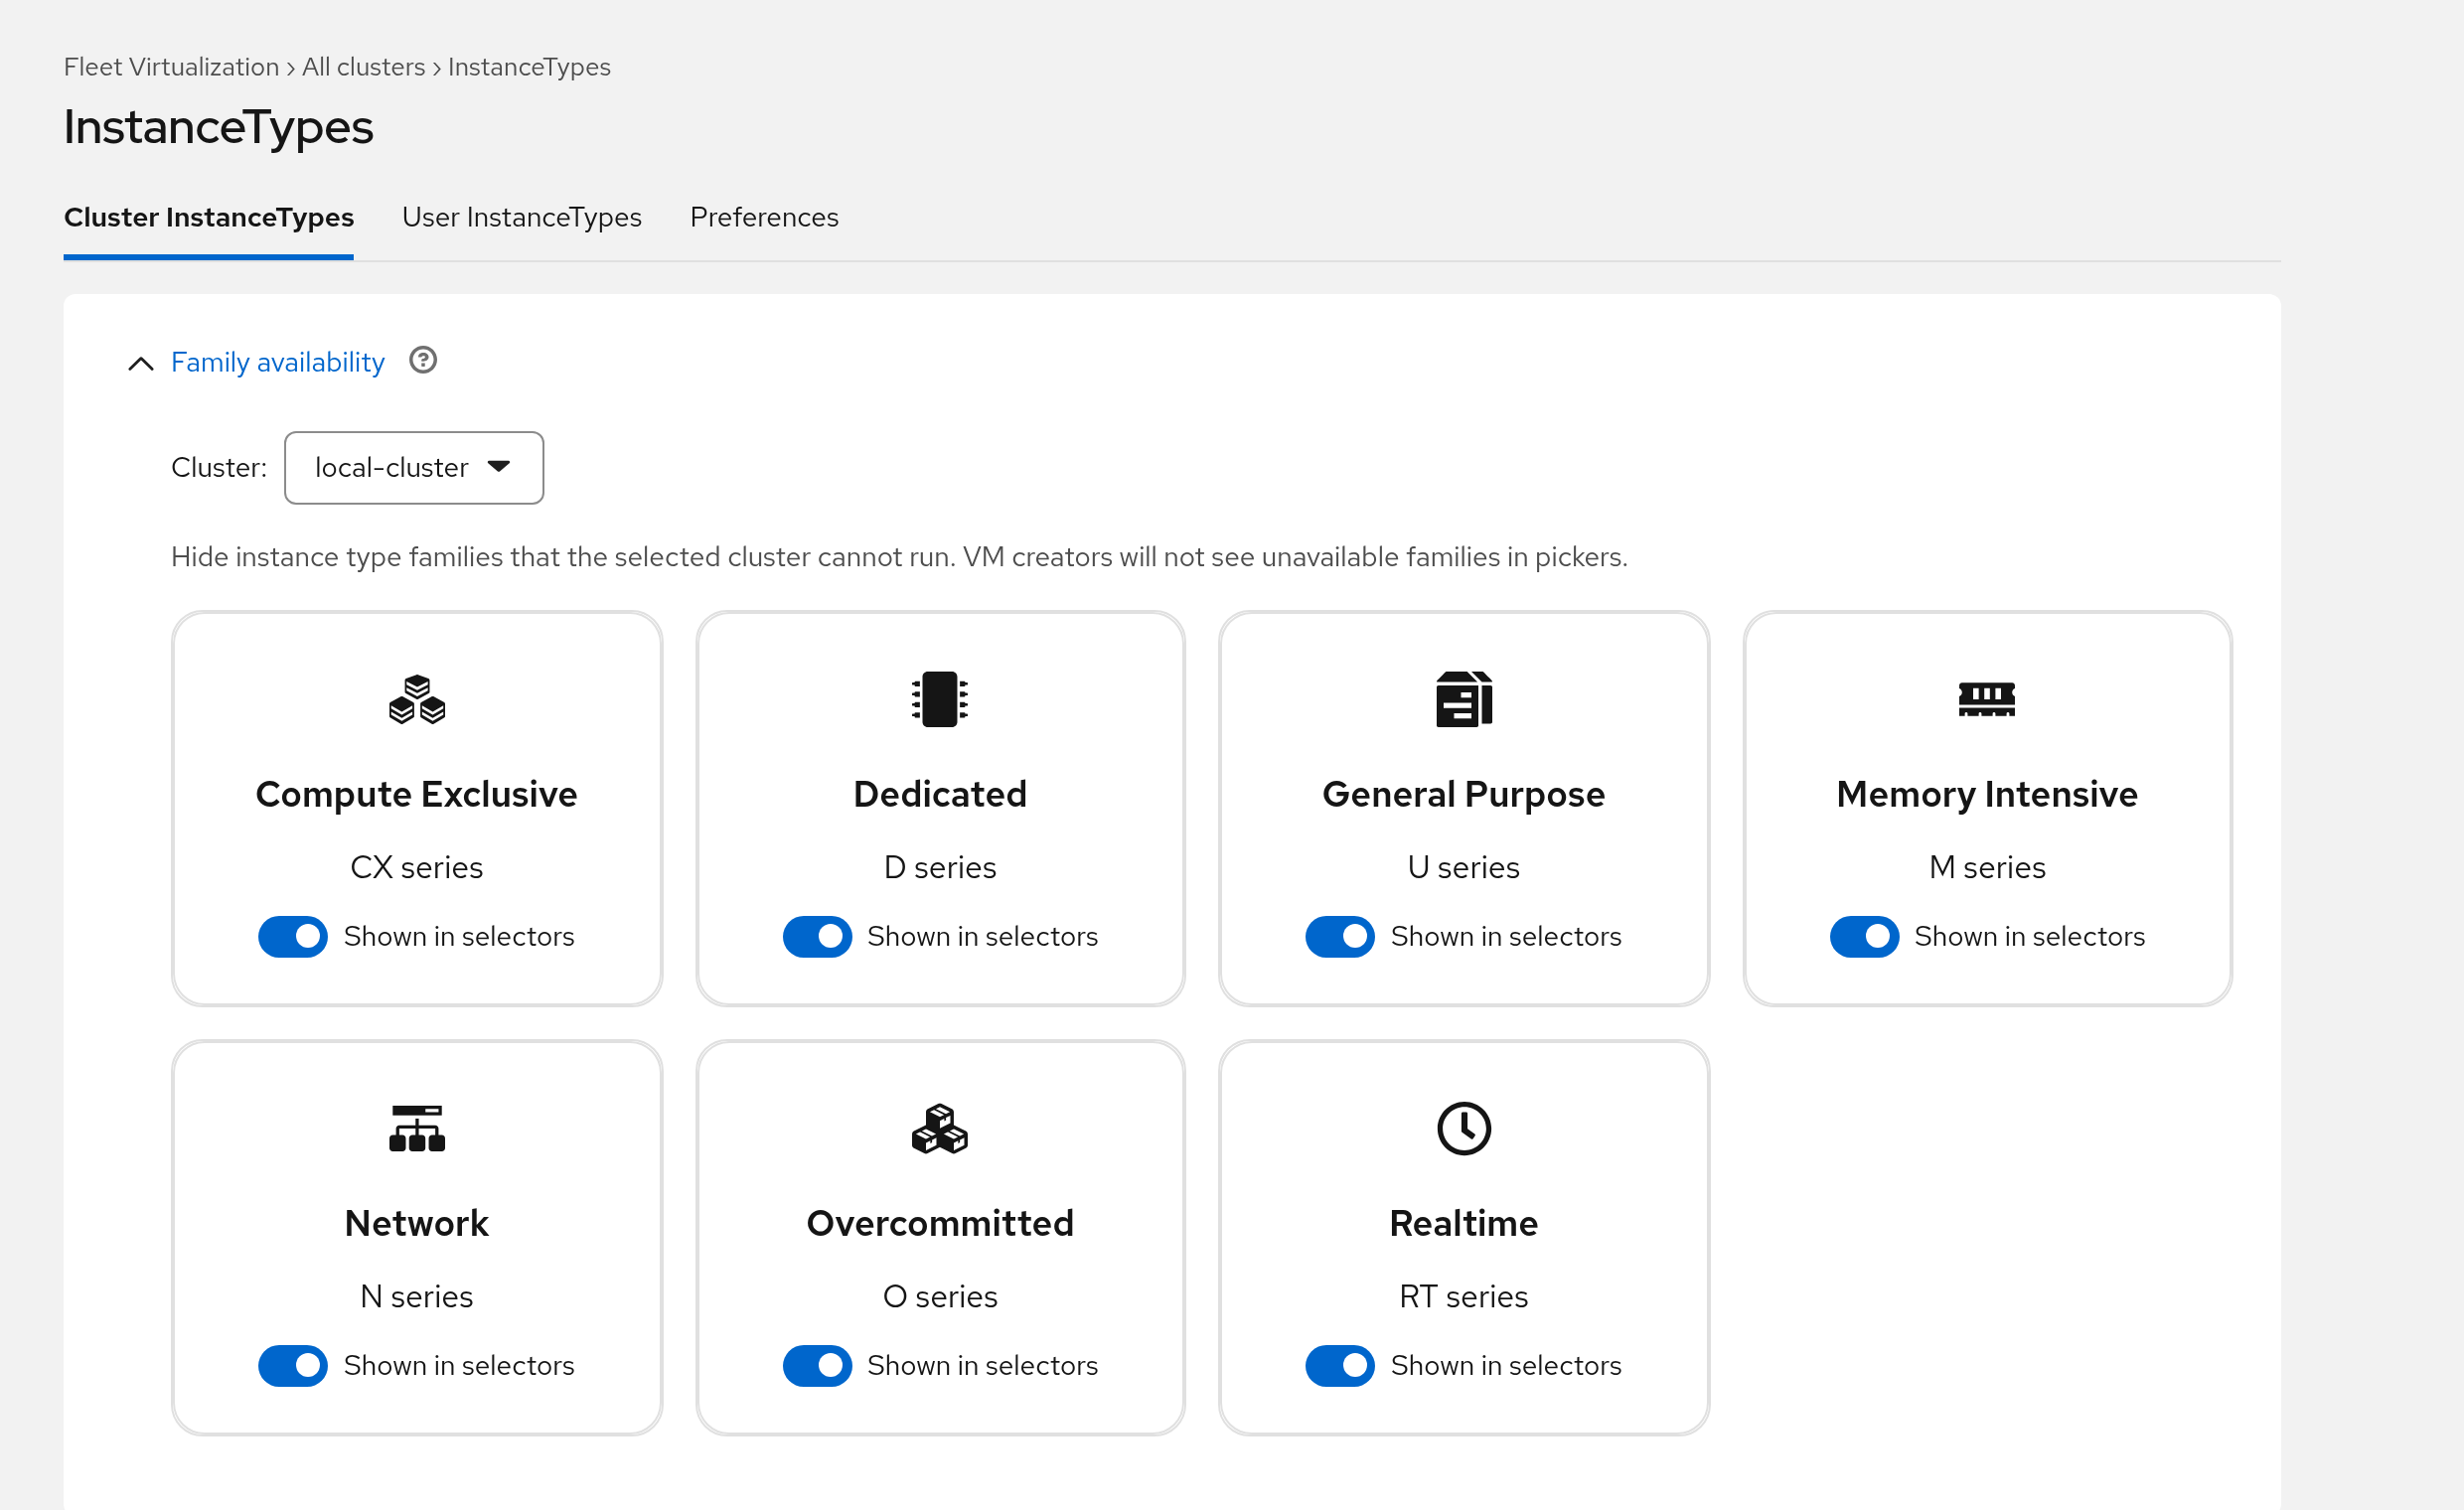 Fleet Virtualization › All clusters › InstanceTypes
InstanceTypes
Cluster InstanceTypes User InstanceTypes Preferences
Family availability
Cluster: local-cluster
Hide instance type families that the selected cluster cannot run. VM creators will not see unavailable families in pickers.
Compute Exclusive
CX series
Shown in selectors
Dedicated
D series
Shown in selectors
General Purpose
U series
Shown in selectors
Memory Intensive
M series
Shown in selectors
Network
N series
Shown in selectors
Overcommitted
O series
Shown in selectors
Realtime
RT series
Shown in selectors